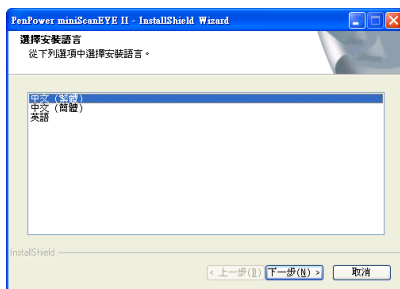 PenPower miniScanEYE II - InstallShield Wizard
選擇安裝語言
從下列選項中選擇安裝語言。
中文 (繁體)
中文 (簡體)
英語
InstallShield
< 上一步(B) 下一步(N) > 取消